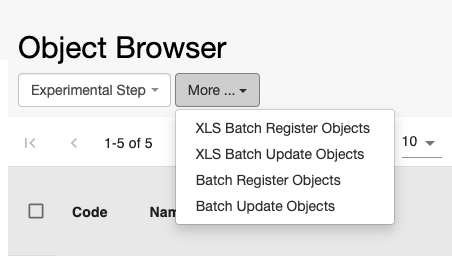 Object Browser
Experimental Step
More ...
XLS Batch Register Objects
XLS Batch Update Objects
Batch Register Objects
Batch Update Objects
1-5 of 5
10
Code